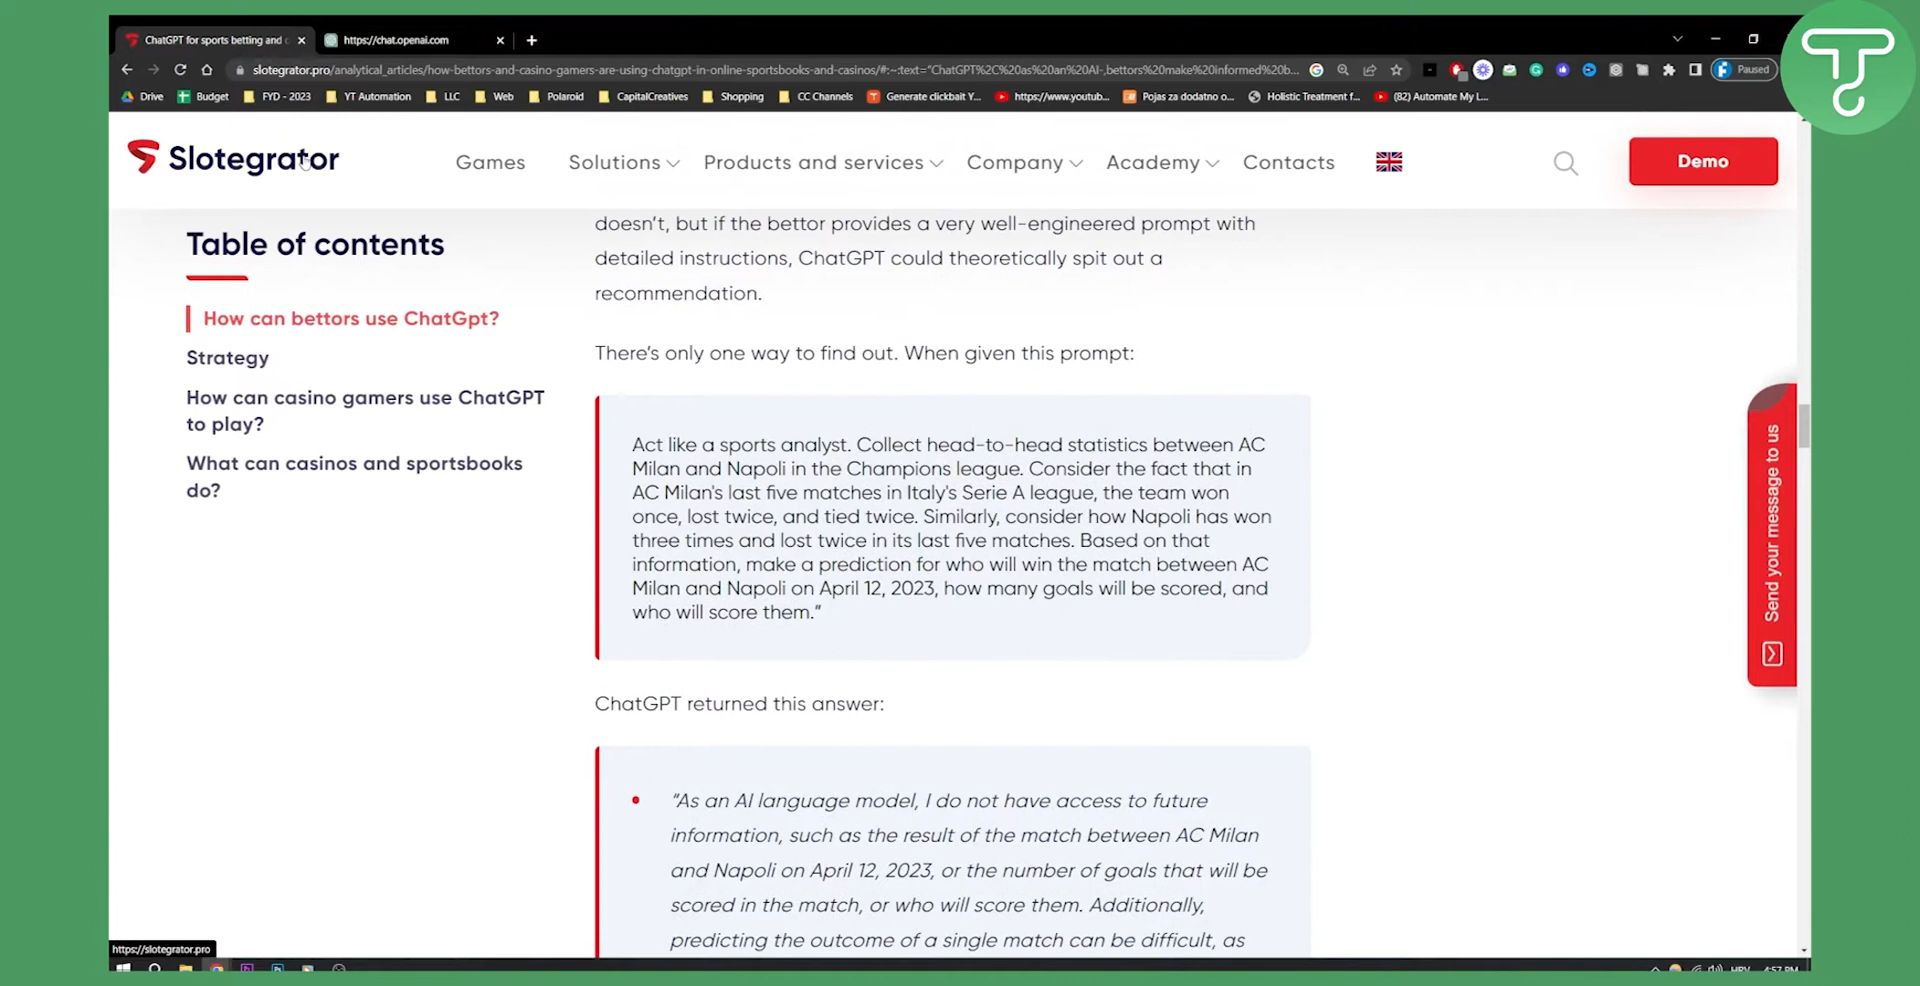 ChatGPT for sports betting and c
https://chat.openai.com
slotegrator.pro/analytical_articles/how-bettors-and-casino-gamers-are-using-chatgpt-in-online-sportsbooks-and-casinos/#:~:text="ChatGPT%2C%20as%20an%20AI-,bettors%20make%20informed%20b...
Paused
Drive
Budget
FYD - 2023
YT Automation
LLC
Web
Polaroid
CapitalCreatives
Shopping
CC Channels
Generate clickbait Y...
https://www.youtub...
Pojas za dodatno o...
Holistic Treatment f...
(82) Automate My L...
Slotegrator
Games
Solutions
Products and services
Company
Academy
Contacts
Demo
Table of contents
How can bettors use ChatGpt?
Strategy
How can casino gamers use ChatGPT
to play?
What can casinos and sportsbooks
do?
doesn't, but if the bettor provides a very well-engineered prompt with
detailed instructions, ChatGPT could theoretically spit out a
recommendation.
There's only one way to find out. When given this prompt:
Act like a sports analyst. Collect head-to-head statistics between AC
Milan and Napoli in the Champions league. Consider the fact that in
AC Milan's last five matches in Italy's Serie A league, the team won
once, lost twice, and tied twice. Similarly, consider how Napoli has won
three times and lost twice in its last five matches. Based on that
information, make a prediction for who will win the match between AC
Milan and Napoli on April 12, 2023, how many goals will be scored, and
who will score them."
ChatGPT returned this answer:
"As an AI language model, I do not have access to future
information, such as the result of the match between AC Milan
and Napoli on April 12, 2023, or the number of goals that will be
scored in the match, or who will score them. Additionally,
predicting the outcome of a single match can be difficult, as
Send your message to us
https://slotegrator.pro
HRV
4:57 PM